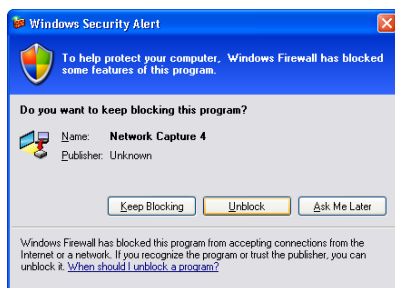 Windows Security Alert
To help protect your computer, Windows Firewall has blocked
some features of this program.
Do you want to keep blocking this program?
Name: Network Capture 4
Publisher: Unknown
Keep Blocking Unblock Ask Me Later
Windows Firewall has blocked this program from accepting connections from the
Internet or a network. If you recognize the program or trust the publisher, you can
unblock it. When should I unblock a program?